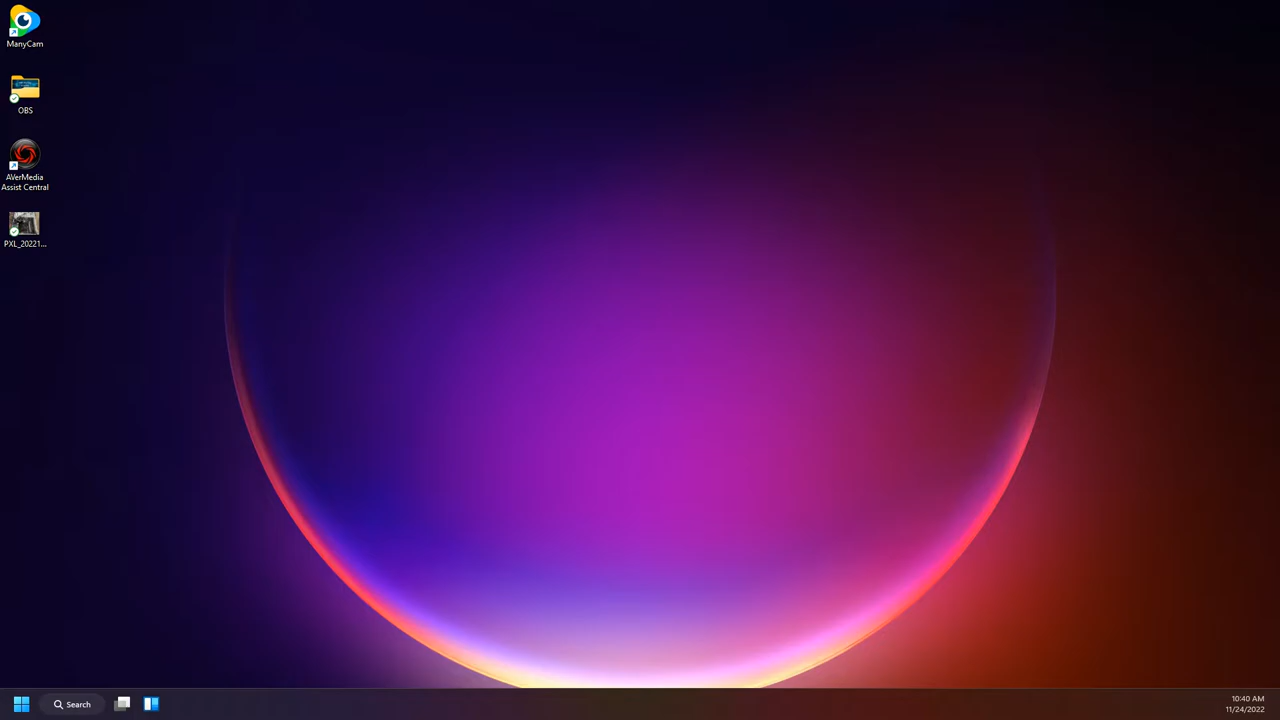 ManyCam
OBS
AVerMedia
Assist Central
PXL_20221...
Search
10:40 AM
11/24/2022